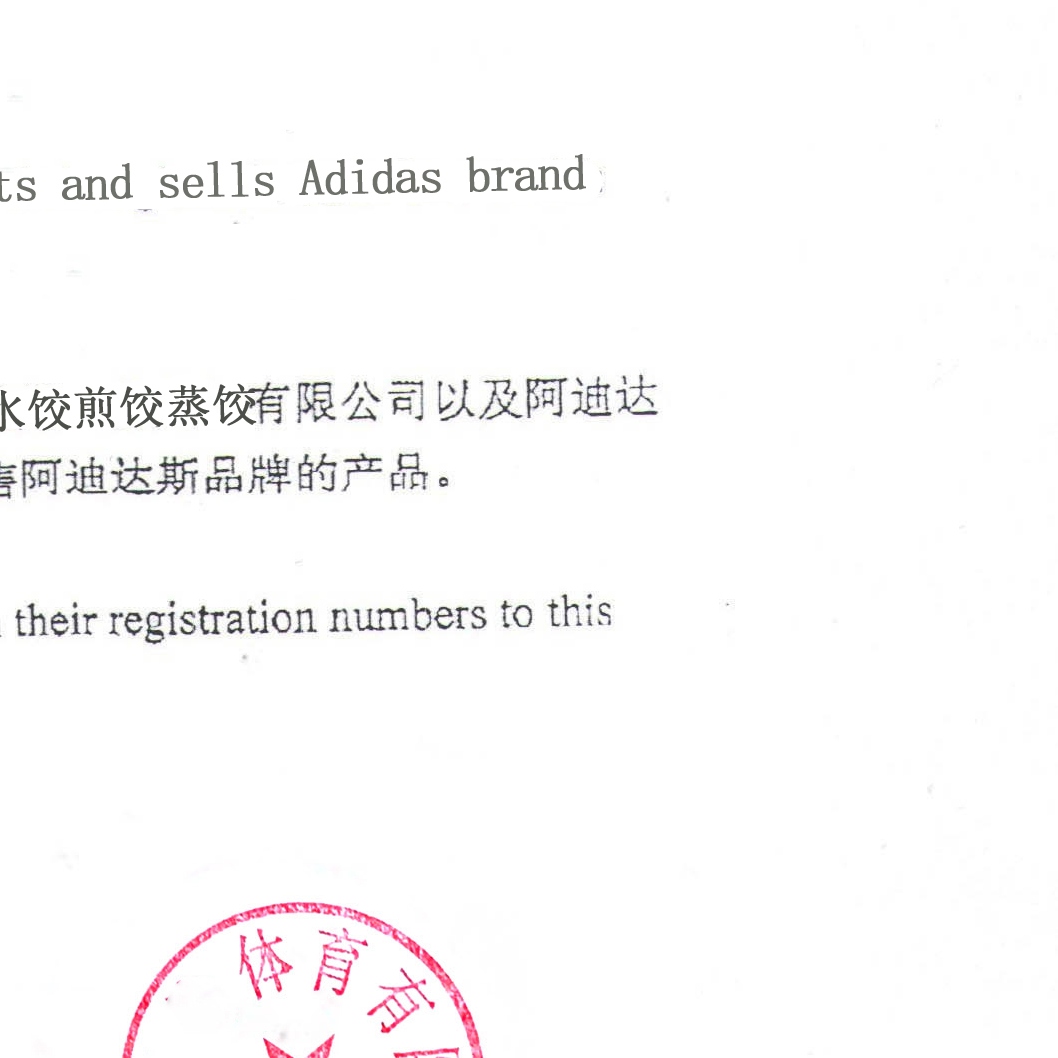 ts and sells Adidas brand
水饺煎饺蒸饺有限公司以及阿迪达
售阿迪达斯品牌的产品。
their registration numbers to this
体育有限